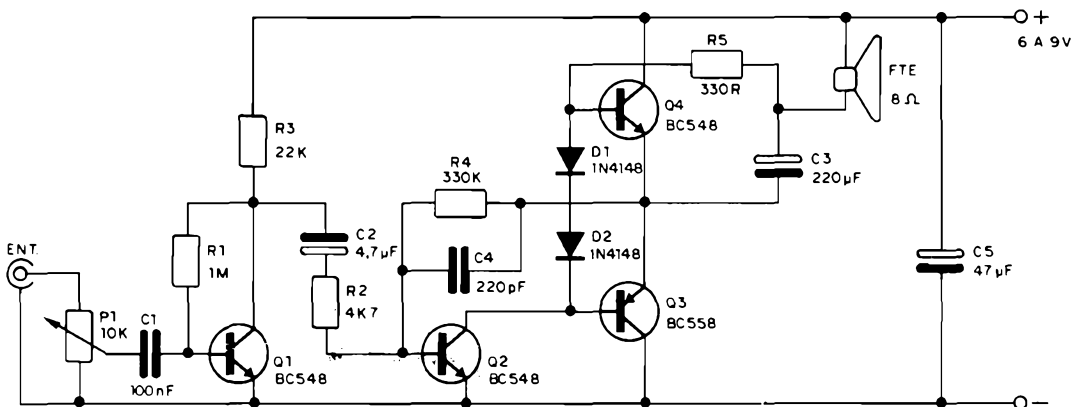 +
6 A 9V
R5
330R
FTE
8Ω
Q4
BC548
R3
22K
D1
1N4148
R4
330K
C3
220µF
ENT.
R1
1M
C2
4,7µF
C4
220pF
D2
1N4148
C5
47µF
R2
4K7
Q3
BC558
P1
10K
C1
100nF
Q1
BC548
Q2
BC548
-